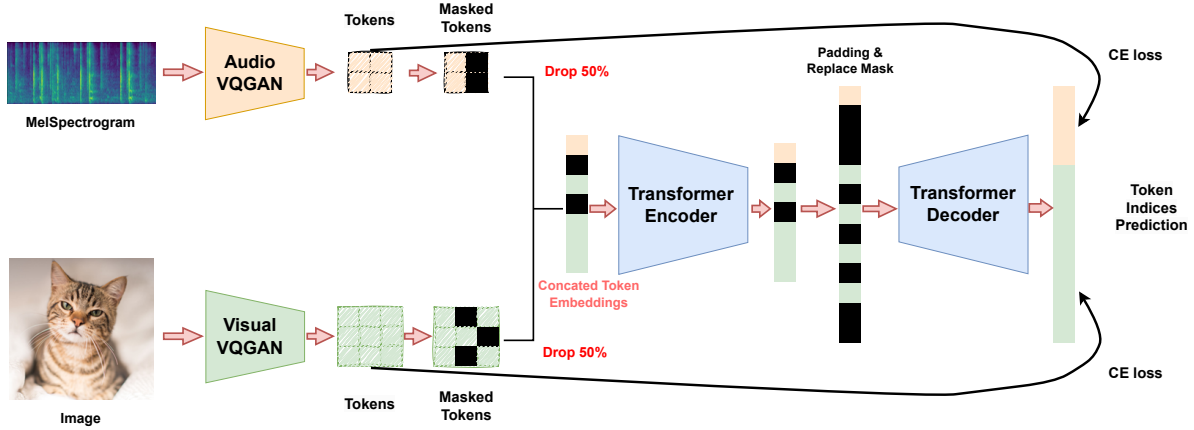 Tokens
Masked
Tokens
Padding &
Replace Mask
CE loss
Audio
VQGAN
Drop 50%
MelSpectrogram
Transformer
Encoder
Transformer
Decoder
Token
Indices
Prediction
Concated Token
Embeddings
Visual
VQGAN
Drop 50%
CE loss
Image
Tokens
Masked
Tokens